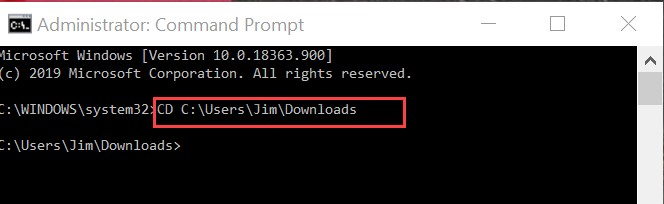 Administrator: Command Prompt
Microsoft Windows [Version 10.0.18363.900]
(c) 2019 Microsoft Corporation. All rights reserved.
C:\WINDOWS\system32>CD C:\Users\Jim\Downloads
C:\Users\Jim\Downloads>